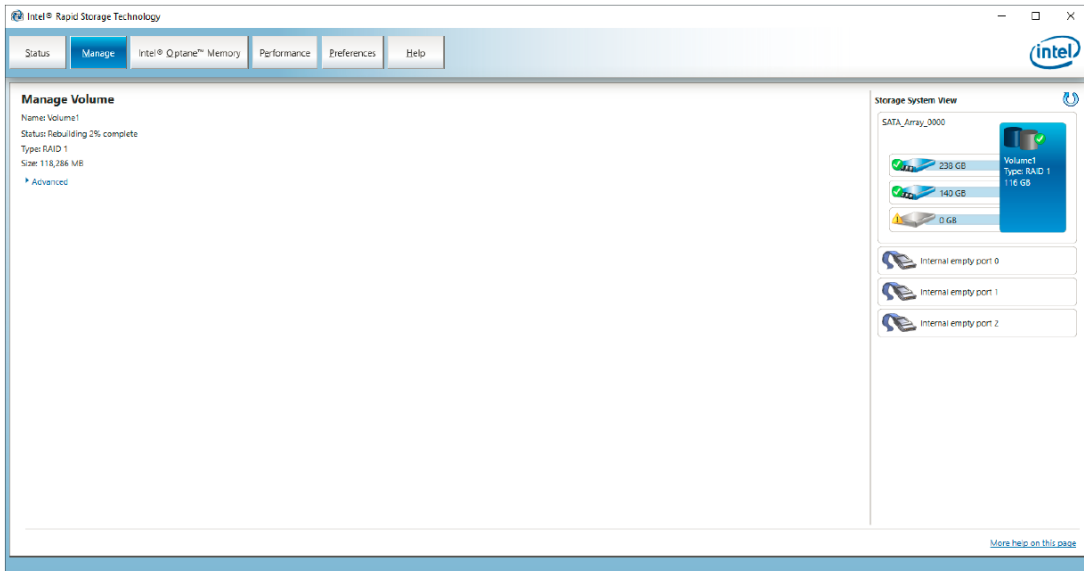 Intel® Rapid Storage Technology
Status
Manage
Intel® Optane™ Memory
Performance
Preferences
Help
intel
Manage Volume
Name: Volume1
Status: Rebuilding 2% complete
Type: RAID 1
Size: 118,286 MB
Advanced
Storage System View
SATA_Array_0000
238 GB
140 GB
0 GB
Volume1
Type: RAID 1
116 GB
Internal empty port 0
Internal empty port 1
Internal empty port 2
More help on this page